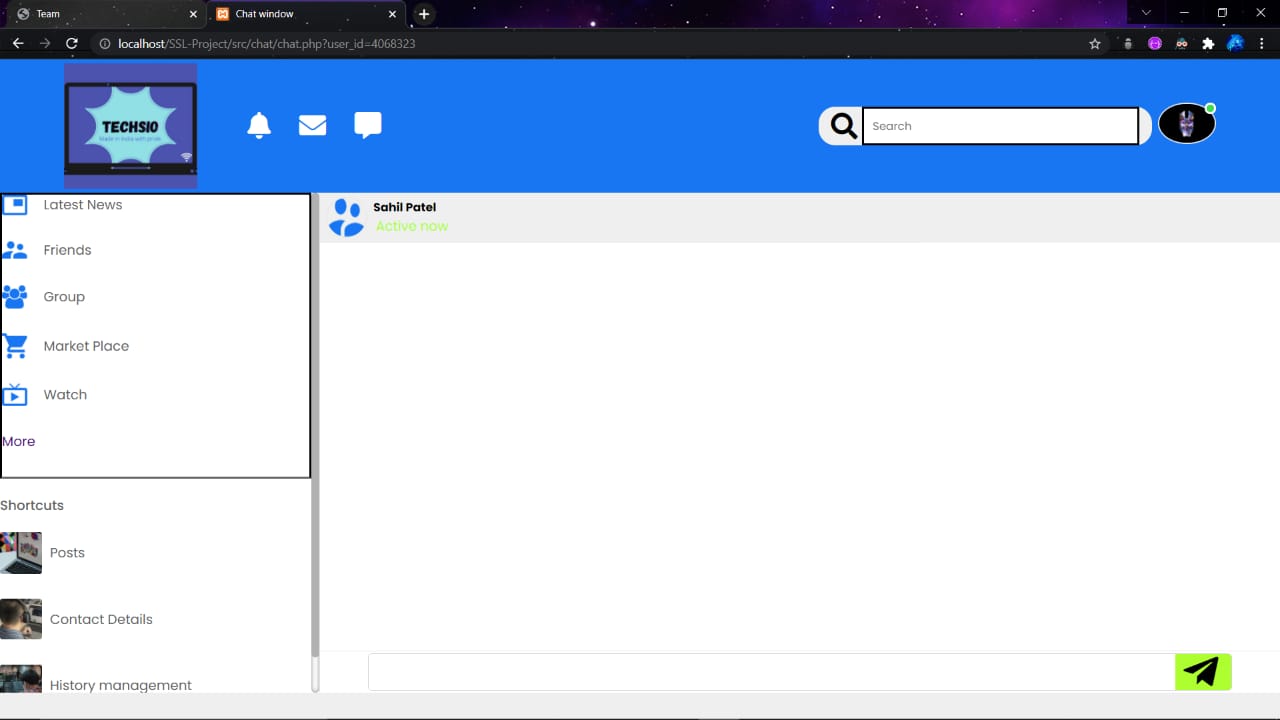 Team
Chat window
localhost/SSL-Project/src/chat/chat.php?user_id=4068323
TECHSIO
Made in India with pride
Search
Latest News
Friends
Group
Market Place
Watch
More
Shortcuts
Posts
Contact Details
History management
Sahil Patel
Active now